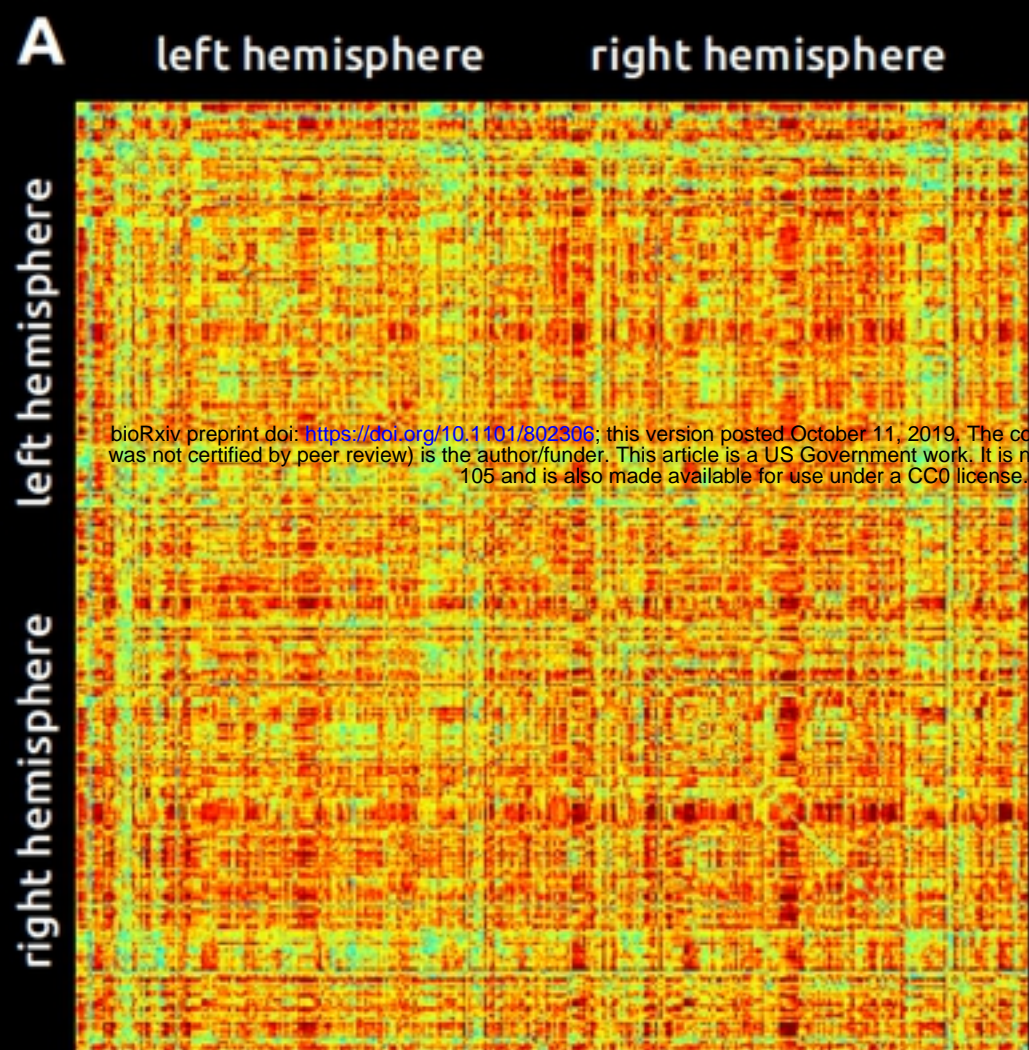 A
left hemisphere
right hemisphere
left hemisphere
bioRxiv preprint doi: https://doi.org/10.1101/802306; this version posted October 11, 2019. The
was not certified by peer review) is the author/funder. This article is a US Government work. It is
105 and is also made available for use under a CC0 license.
right hemisphere